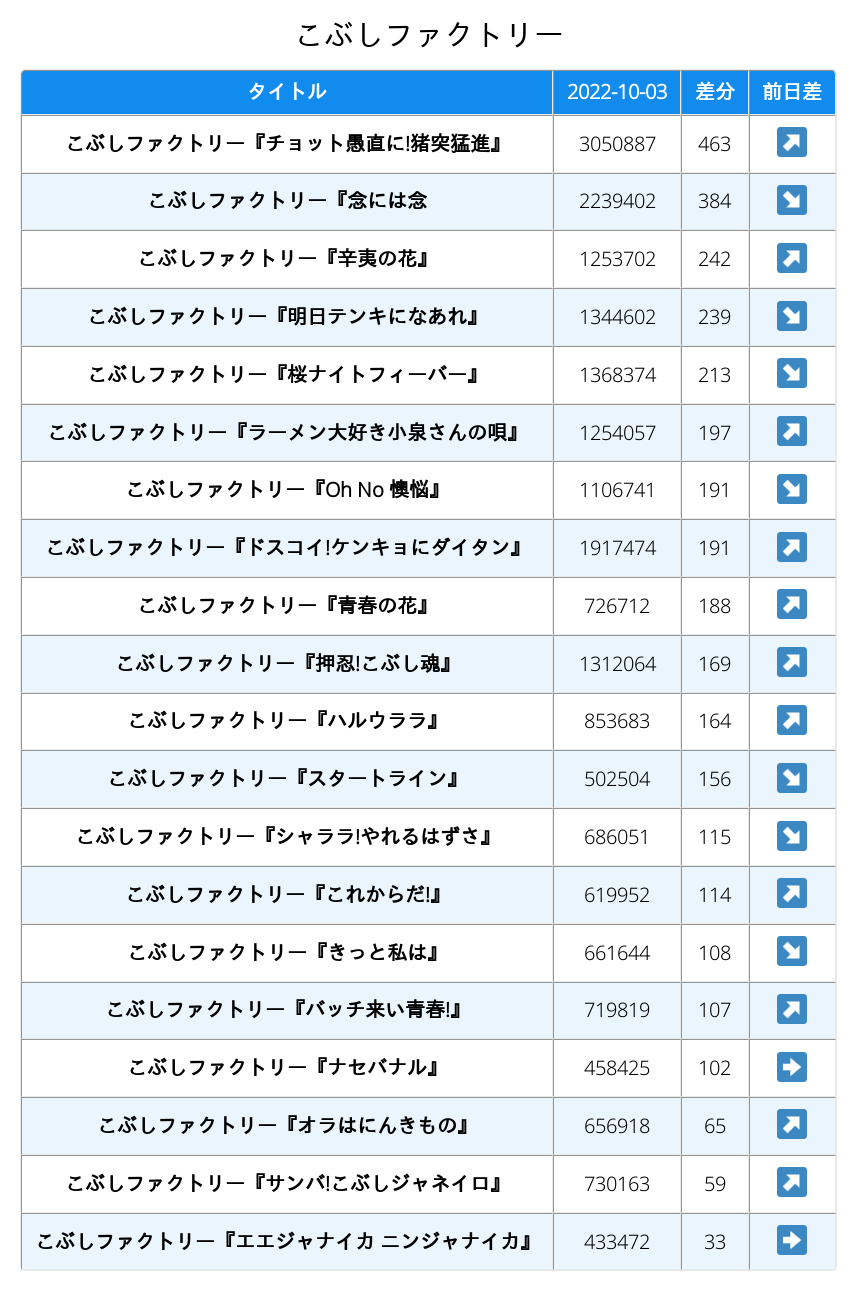 こぶしファクトリー
タイトル 2022-10-03 差分 前日差
こぶしファクトリー『チョット愚直に!猪突猛進』 3050887 463 ↗
こぶしファクトリー『念には念 2239402 384 ↘
こぶしファクトリー『辛夷の花』 1253702 242 ↗
こぶしファクトリー『明日テンキになあれ』 1344602 239 ↘
こぶしファクトリー『桜ナイトフィーバー』 1368374 213 ↘
こぶしファクトリー『ラーメン大好き小泉さんの唄』 1254057 197 ↗
こぶしファクトリー『Oh No 懊悩』 1106741 191 ↘
こぶしファクトリー『ドスコイ!ケンキョにダイタン』 1917474 191 ↗
こぶしファクトリー『青春の花』 726712 188 ↗
こぶしファクトリー『押忍!こぶし魂』 1312064 169 ↗
こぶしファクトリー『ハルウララ』 853683 164 ↗
こぶしファクトリー『スタートライン』 502504 156 ↘
こぶしファクトリー『シャララ!やれるはずさ』 686051 115 ↘
こぶしファクトリー『これからだ!』 619952 114 ↗
こぶしファクトリー『きっと私は』 661644 108 ↘
こぶしファクトリー『バッチ来い青春!』 719819 107 ↗
こぶしファクトリー『ナセバナル』 458425 102 ➡
こぶしファクトリー『オラはにんきもの』 656918 65 ↗
こぶしファクトリー『サンバ!こぶしジャネイロ』 730163 59 ↗
こぶしファクトリー『エエジャナイカ ニンジャナイカ』 433472 33 ➡